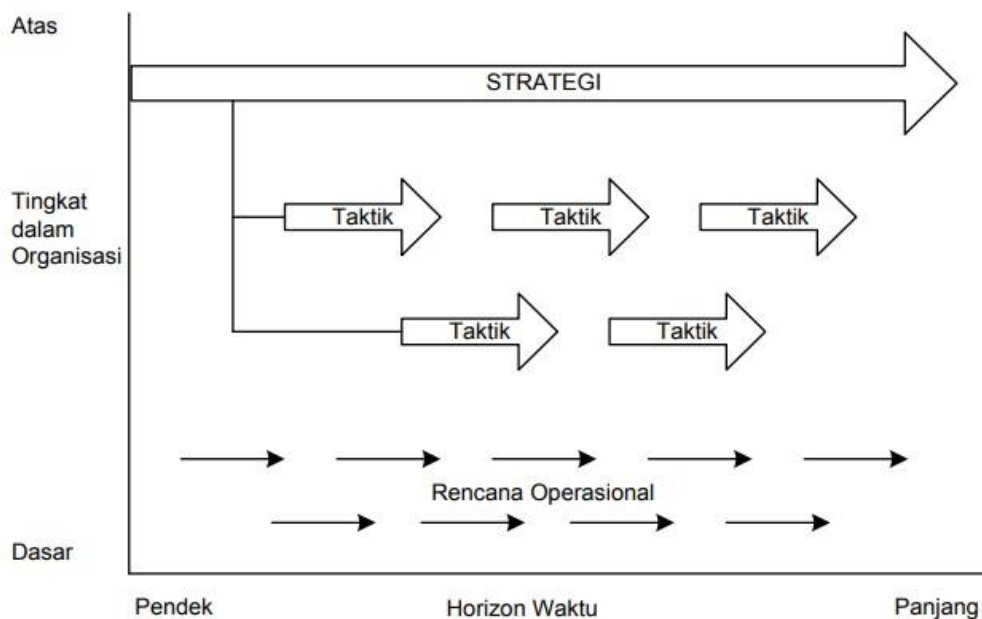 Atas
STRATEGI
Tingkat
dalam
Organisasi
Taktik
Taktik
Taktik
Taktik
Taktik
Rencana Operasional
Dasar
Pendek
Horizon Waktu
Panjang